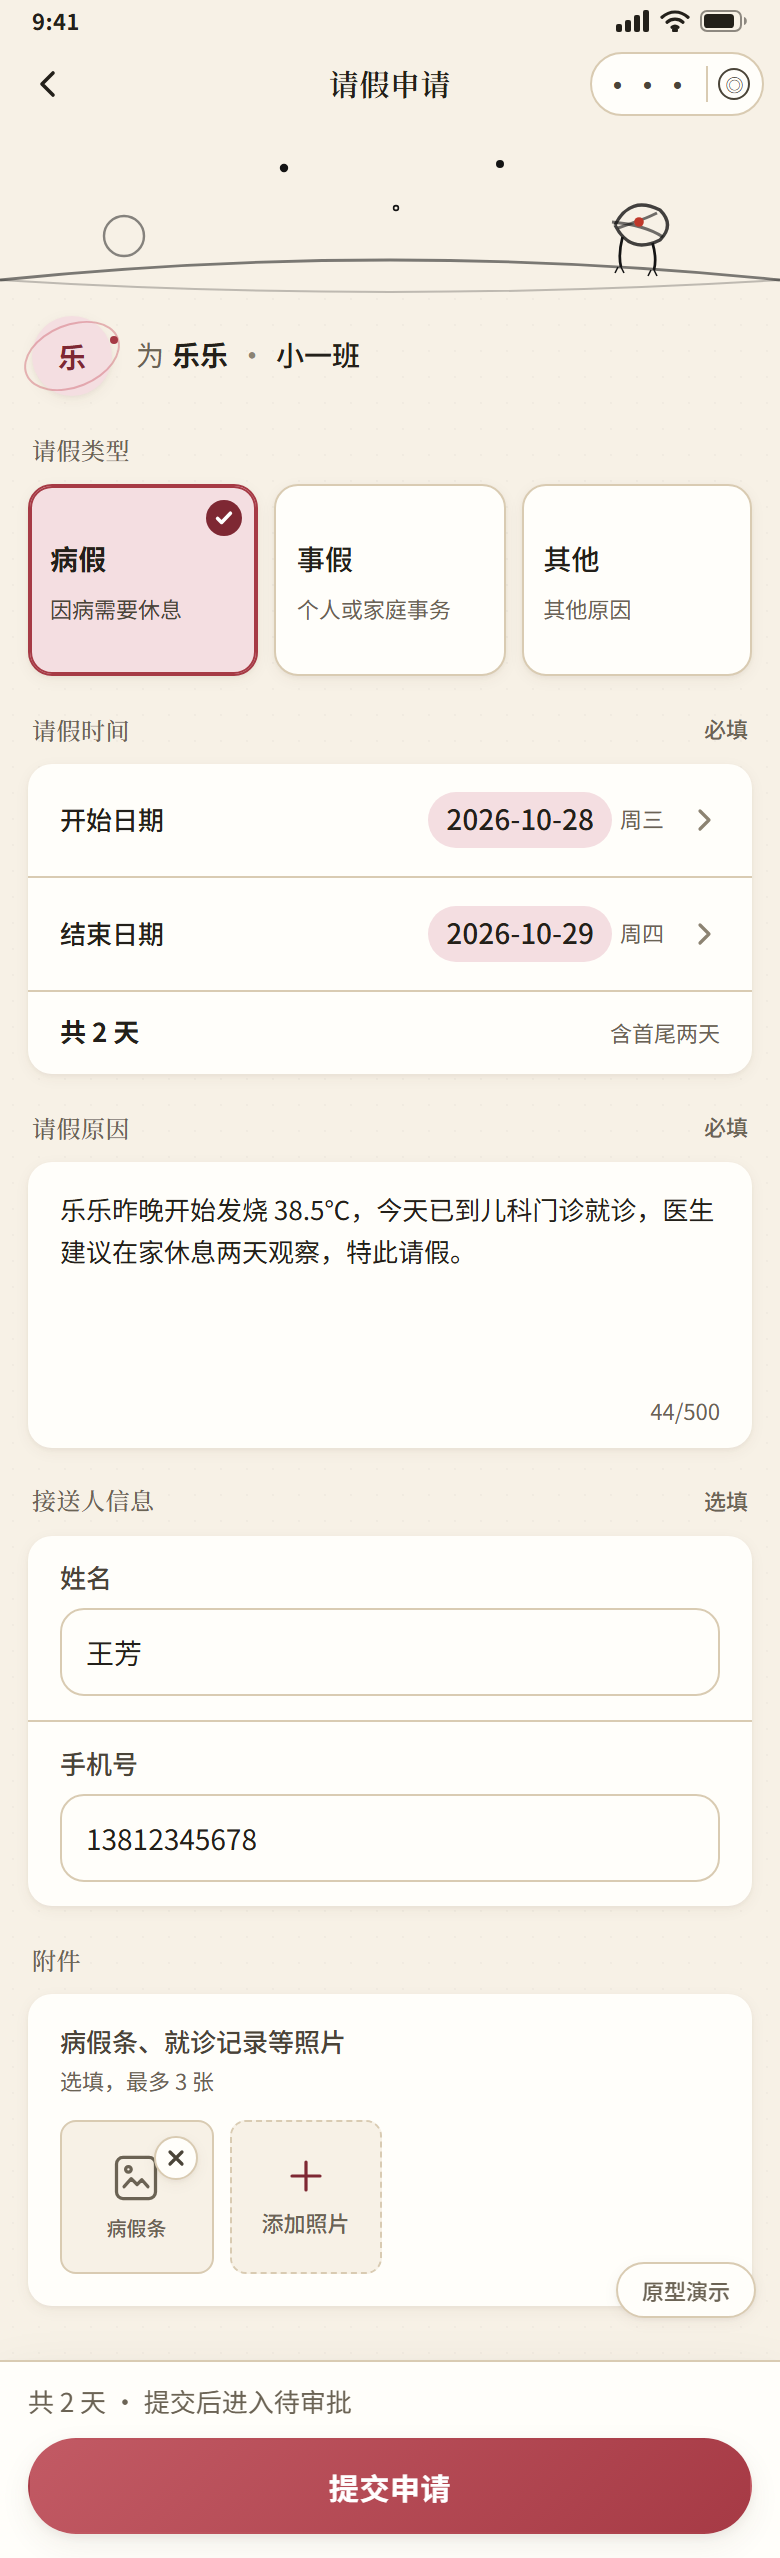 9:41
请假申请
乐
为 乐乐 · 小一班
请假类型
病假
因病需要休息
事假
个人或家庭事务
其他
其他原因
请假时间
必填
开始日期
2026-10-28 周三
结束日期
2026-10-29 周四
共 2 天
含首尾两天
请假原因
必填
乐乐昨晚开始发烧 38.5℃，今天已到儿科门诊就诊，医生
建议在家休息两天观察，特此请假。
44/500
接送人信息
选填
姓名
王芳
手机号
13812345678
附件
病假条、就诊记录等照片
选填，最多 3 张
病假条
添加照片
原型演示
共 2 天 · 提交后进入待审批
提交申请